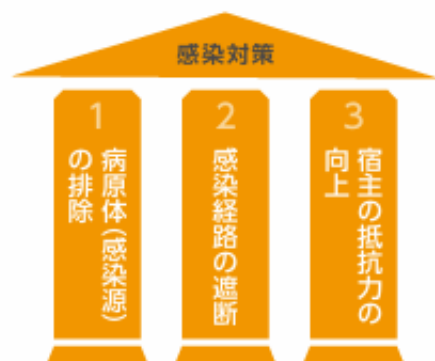 感染対策
1
病原体(感染源)
の排除
2
感染経路の遮断
3
宿主の抵抗力の
向上